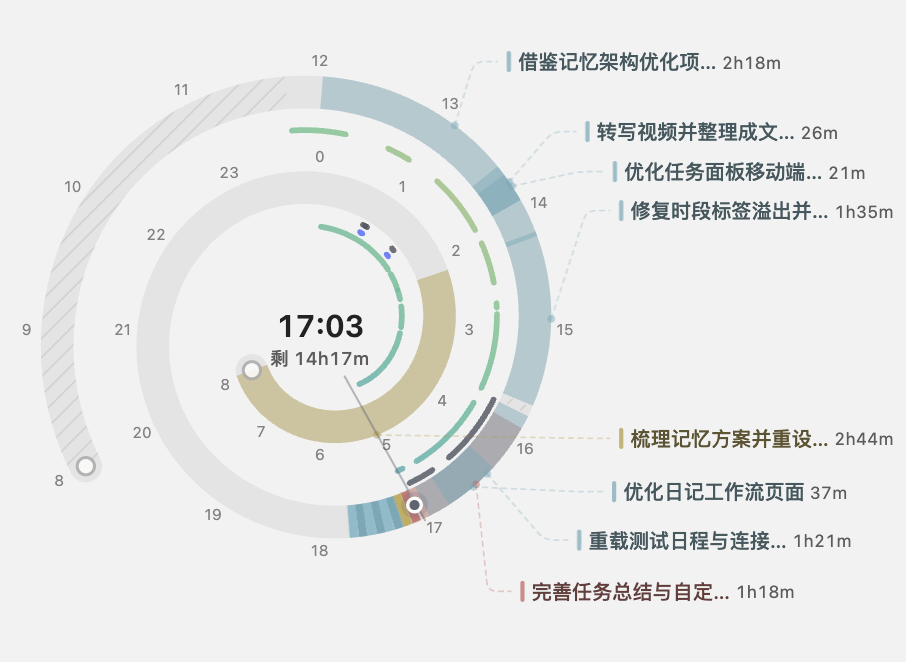 12
11
13
10
0
23
1
14
22
2
9
21
3
15
17:03
剩 14h17m
8
4
20
7
5
6
16
8
19
17
18
借鉴记忆架构优化项... 2h18m
转写视频并整理成文... 26m
优化任务面板移动端... 21m
修复时段标签溢出并... 1h35m
梳理记忆方案并重设... 2h44m
优化日记工作流页面 37m
重载测试日程与连接... 1h21m
完善任务总结与自定... 1h18m